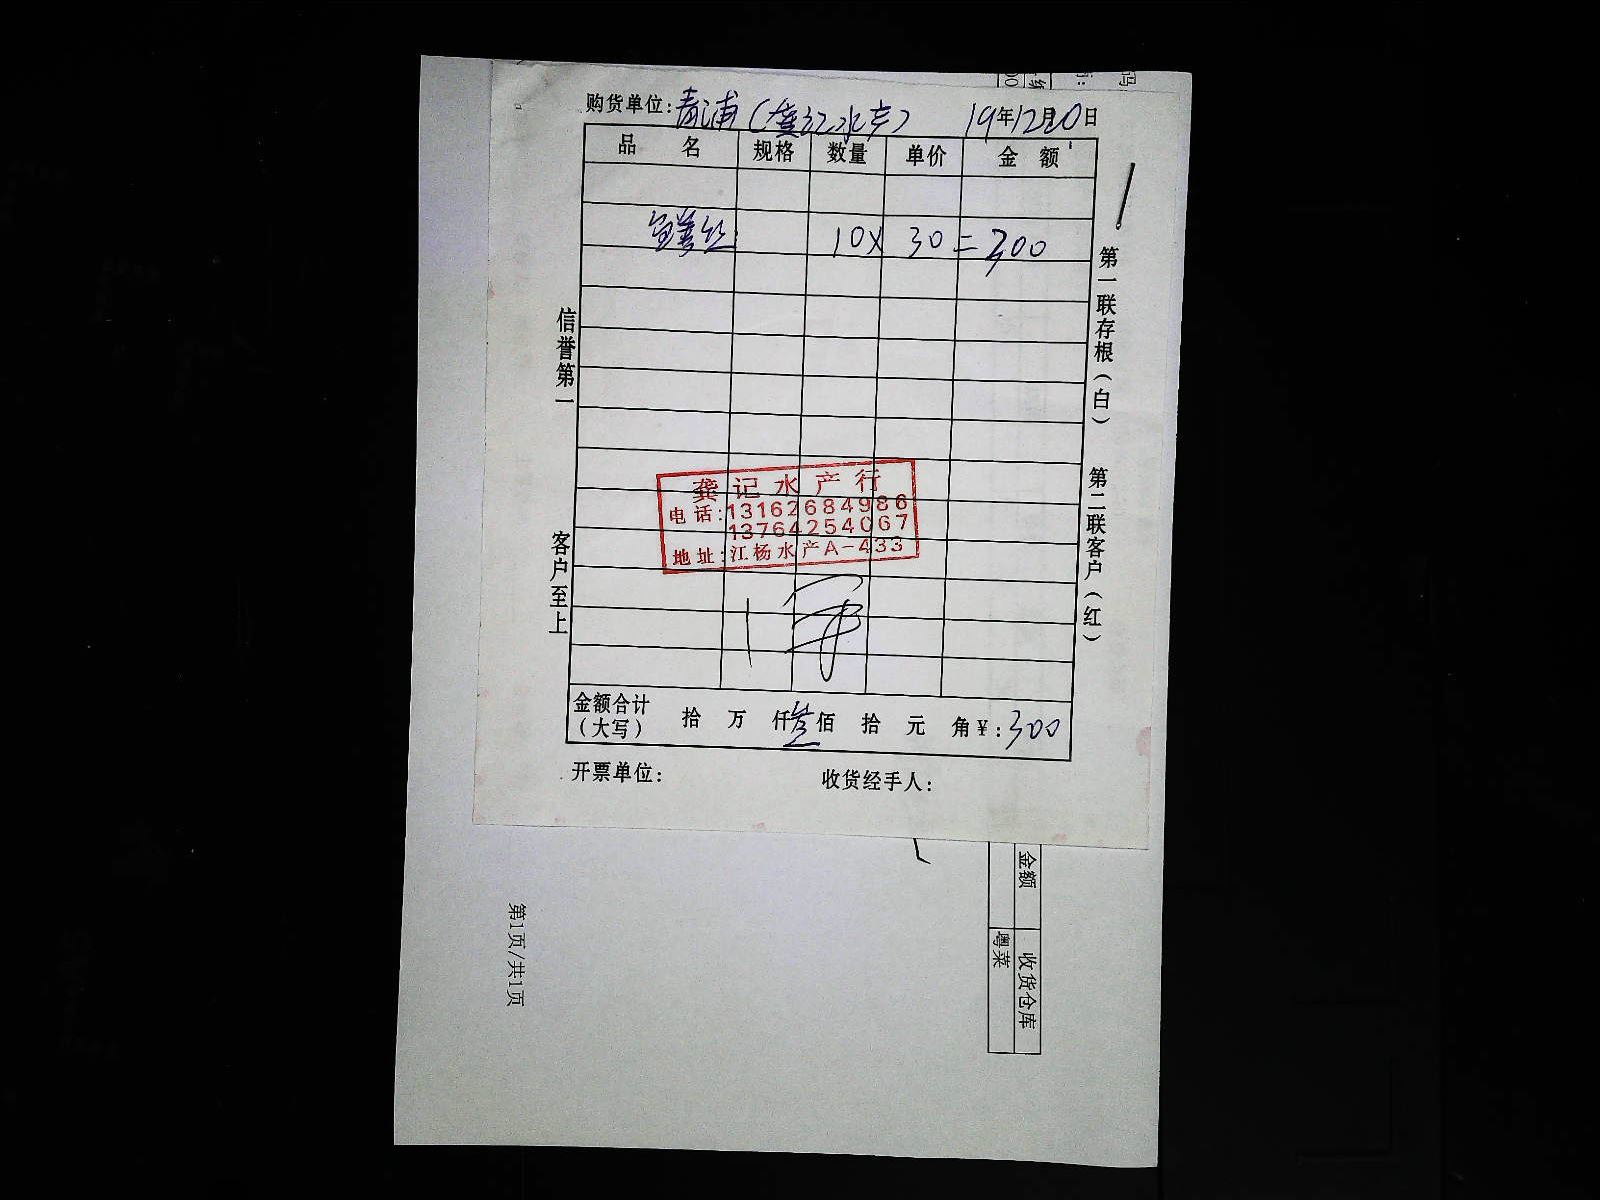 购货单位:青浦(龚记水产) 19年12月20日
品名 规格 数量 单价 金额
鳝丝 10× 30 = 300
信誉第一
客户至上
第一联存根(白)
第二联客户(红)
龚记水产行
电话:13162684986
13764254067
地址:江杨水产A-433
金额合计(大写) 拾 万 仟 叁佰 拾 元 角¥:300
开票单位:
收货经手人:
金额
收货仓库
粤菜
第1页/共1页